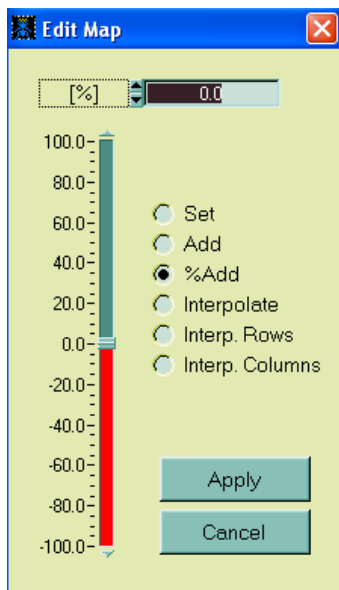 Edit Map
[%]
0.0
100.0
80.0
60.0
40.0
20.0
0.0
-20.0
-40.0
-60.0
-80.0
-100.0
Set
Add
%Add
Interpolate
Interp. Rows
Interp. Columns
Apply
Cancel